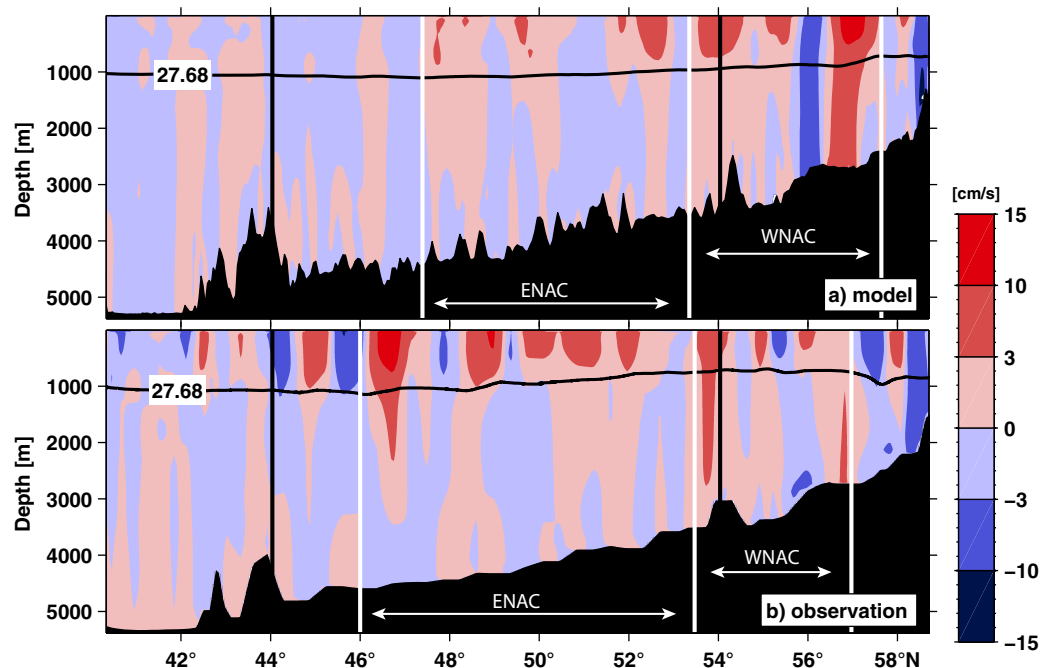 1000
2000
3000
4000
5000
Depth [m]
27.68
WNAC
ENAC
a) model
1000
2000
3000
4000
5000
Depth [m]
27.68
WNAC
ENAC
b) observation
42° 44° 46° 48° 50° 52° 54° 56° 58°N
[cm/s]
15
10
3
0
−3
−10
−15